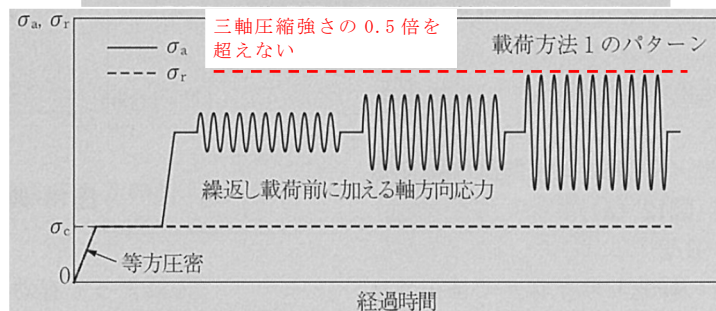 σa, σr
三軸圧縮強さの0.5倍を
超えない
載荷方法1のパターン
σa
σr
繰返し載荷前に加える軸方向応力
σc
等方圧密
0
経過時間